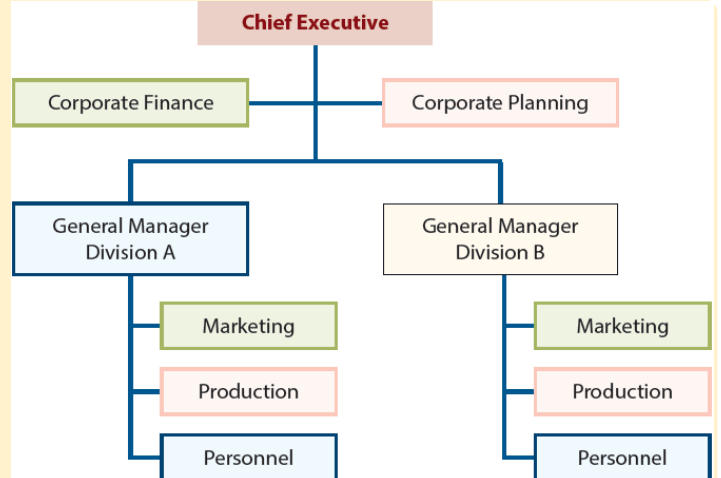 Chief Executive
Corporate Finance
Corporate Planning
General Manager
Division A
General Manager
Division B
Marketing
Marketing
Production
Production
Personnel
Personnel